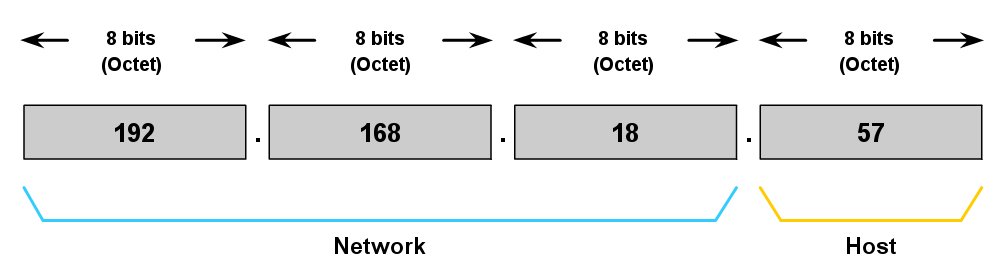 8 bits 8 bits 8 bits 8 bits
(Octet) (Octet) (Octet) (Octet)
192 . 168 . 18 . 57
Network Host